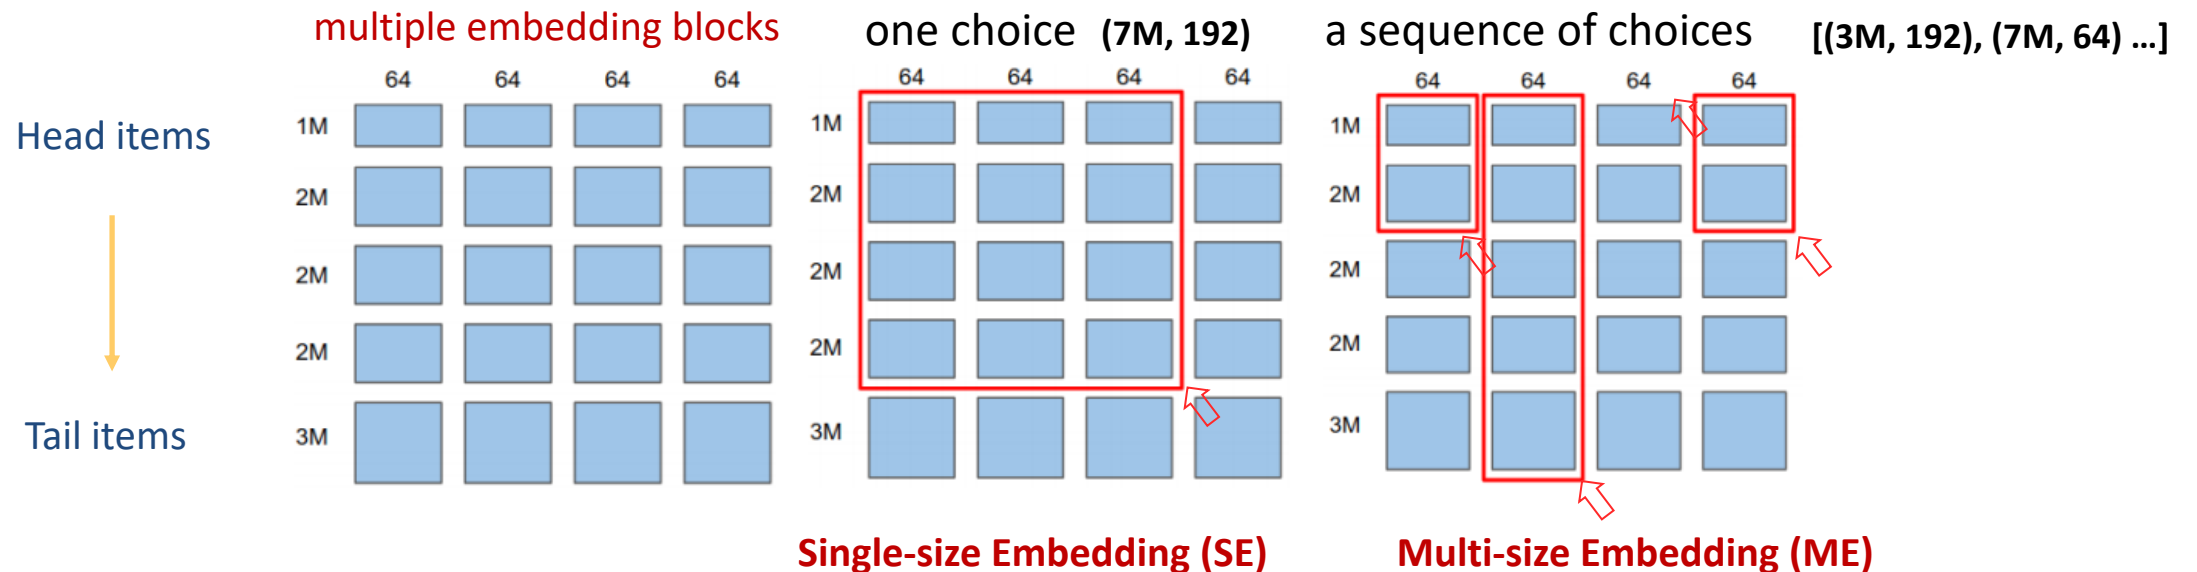 multiple embedding blocks
one choice (7M, 192)
a sequence of choices [(3M, 192), (7M, 64) ...]
64 64 64 64
64 64 64 64
64 64 64 64
Head items
Tail items
1M
2M
2M
2M
3M
1M
2M
2M
2M
3M
1M
2M
2M
2M
3M
Single-size Embedding (SE)
Multi-size Embedding (ME)